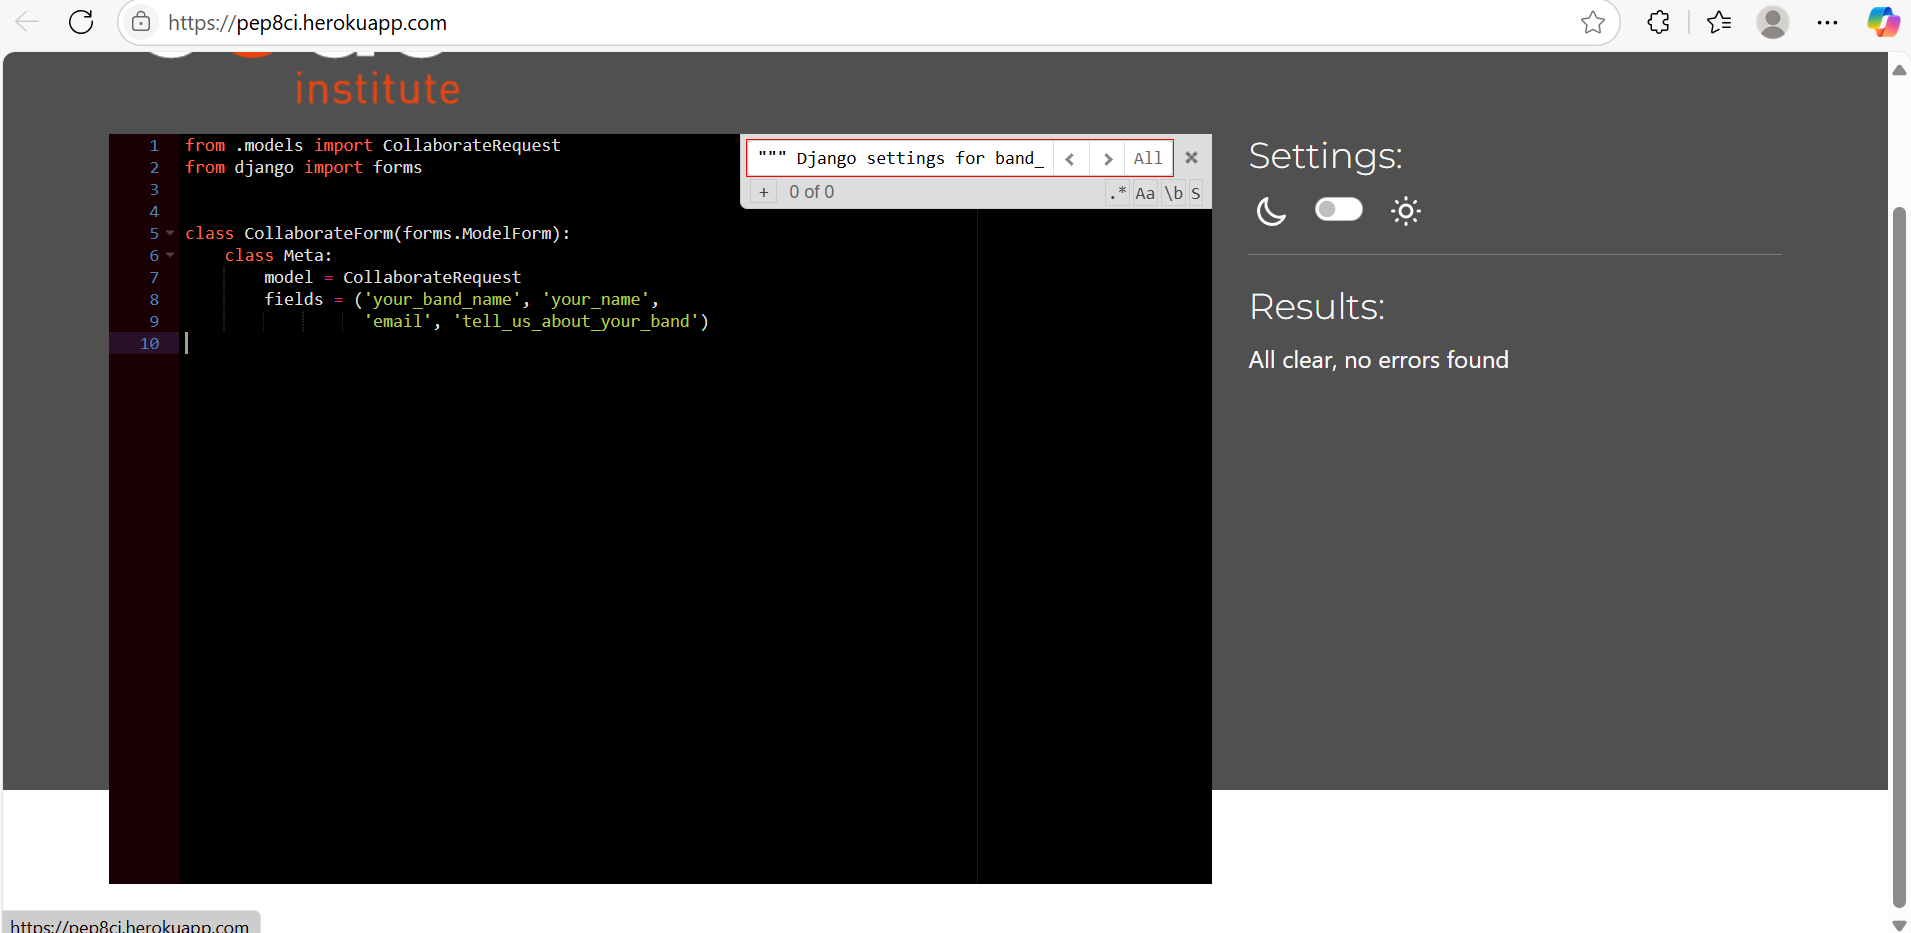 https://pep8ci.herokuapp.com
institute
1 from .models import CollaborateRequest
2 from django import forms
3
4
5 class CollaborateForm(forms.ModelForm):
6 class Meta:
7 model = CollaborateRequest
8 fields = ('your_band_name', 'your_name',
9 'email', 'tell_us_about_your_band')
10
""" Django settings for band_
All
+ 0 of 0 .* Aa \b S
Settings:
Results:
All clear, no errors found
https://pep8ci.herokuapp.com